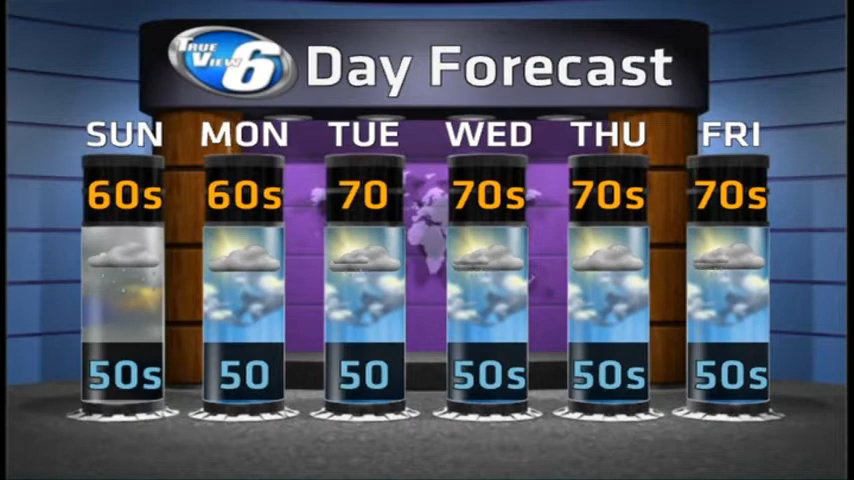 TRUE VIEW 6 Day Forecast
SUN MON TUE WED THU FRI
60s 60s 70 70s 70s 70s
50s 50 50 50s 50s 50s